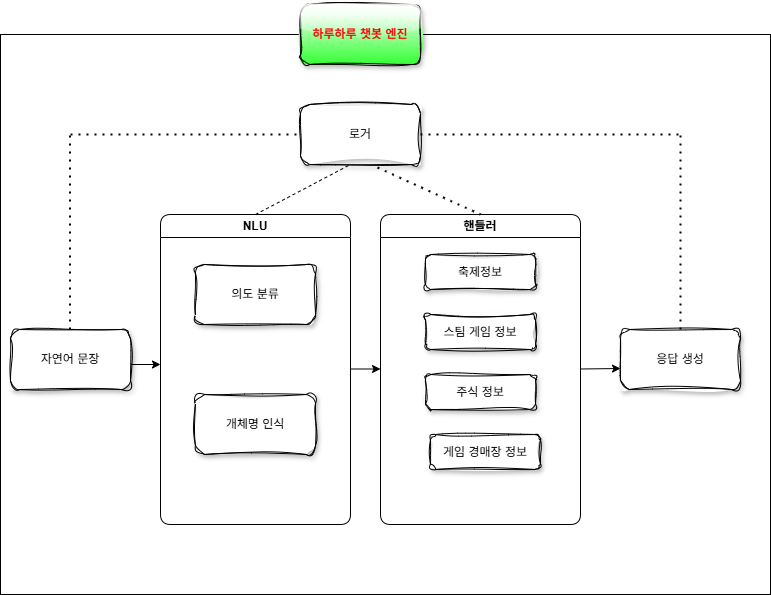 하루하루 챗봇 엔진
로거
NLU
핸들러
의도 분류
개체명 인식
축제정보
스팀 게임 정보
주식 정보
게임 경매장 정보
자연어 문장
응답 생성